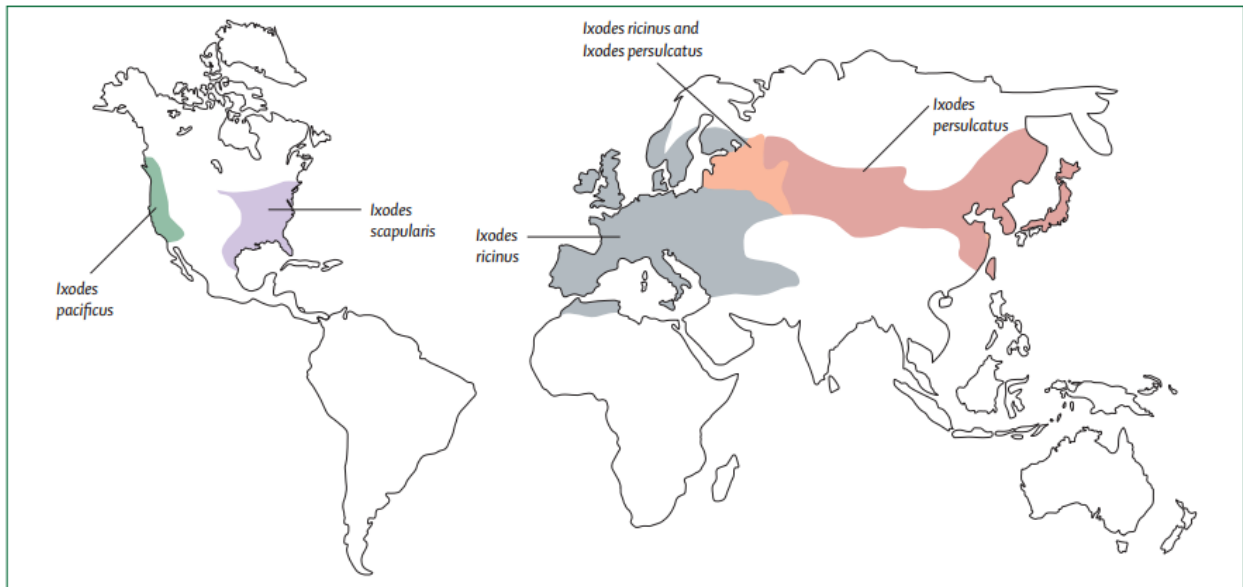 Ixodes ricinus and
Ixodes persulcatus
Ixodes
persulcatus
Ixodes
scapularis
Ixodes
ricinus
Ixodes
pacificus